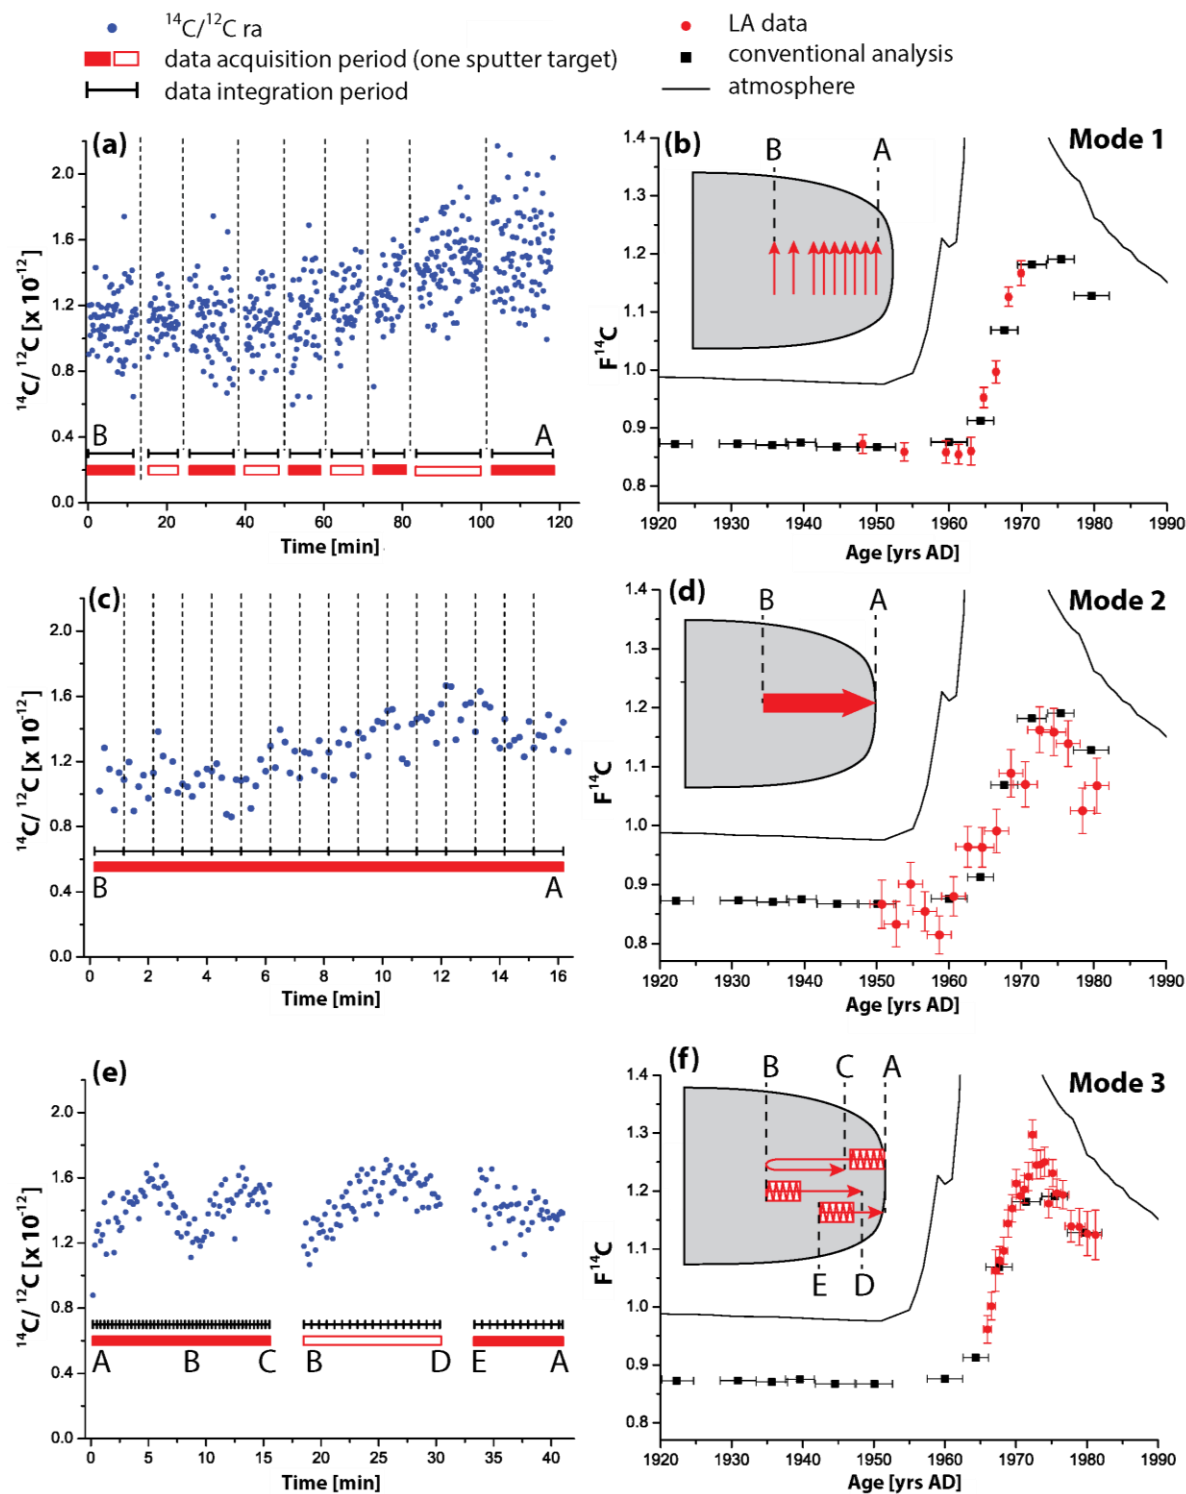 ¹⁴C/¹²C ra
data acquisition period (one sputter target)
data integration period
LA data
conventional analysis
atmosphere
(a)
¹⁴C/ ¹²C [x 10⁻¹²]
2.0
1.6
1.2
0.8
0.4
0.0
B A
0 20 40 60 80 100 120
Time [min]
(b) Mode 1
B A
F¹⁴C
1.4
1.3
1.2
1.1
1.0
0.9
0.8
1920 1930 1940 1950 1960 1970 1980 1990
Age [yrs AD]
(c)
¹⁴C/ ¹²C [x 10⁻¹²]
2.0
1.6
1.2
0.8
0.4
0.0
B A
0 2 4 6 8 10 12 14 16
Time [min]
(d) Mode 2
B A
F¹⁴C
1.4
1.3
1.2
1.1
1.0
0.9
0.8
1920 1930 1940 1950 1960 1970 1980 1990
Age [yrs AD]
(e)
¹⁴C/ ¹²C [x 10⁻¹²]
2.0
1.6
1.2
0.8
0.4
0.0
A B C B D E A
0 5 10 15 20 25 30 35 40
Time [min]
(f) Mode 3
B C A
E D
F¹⁴C
1.4
1.3
1.2
1.1
1.0
0.9
0.8
1920 1930 1940 1950 1960 1970 1980 1990
Age [yrs AD]